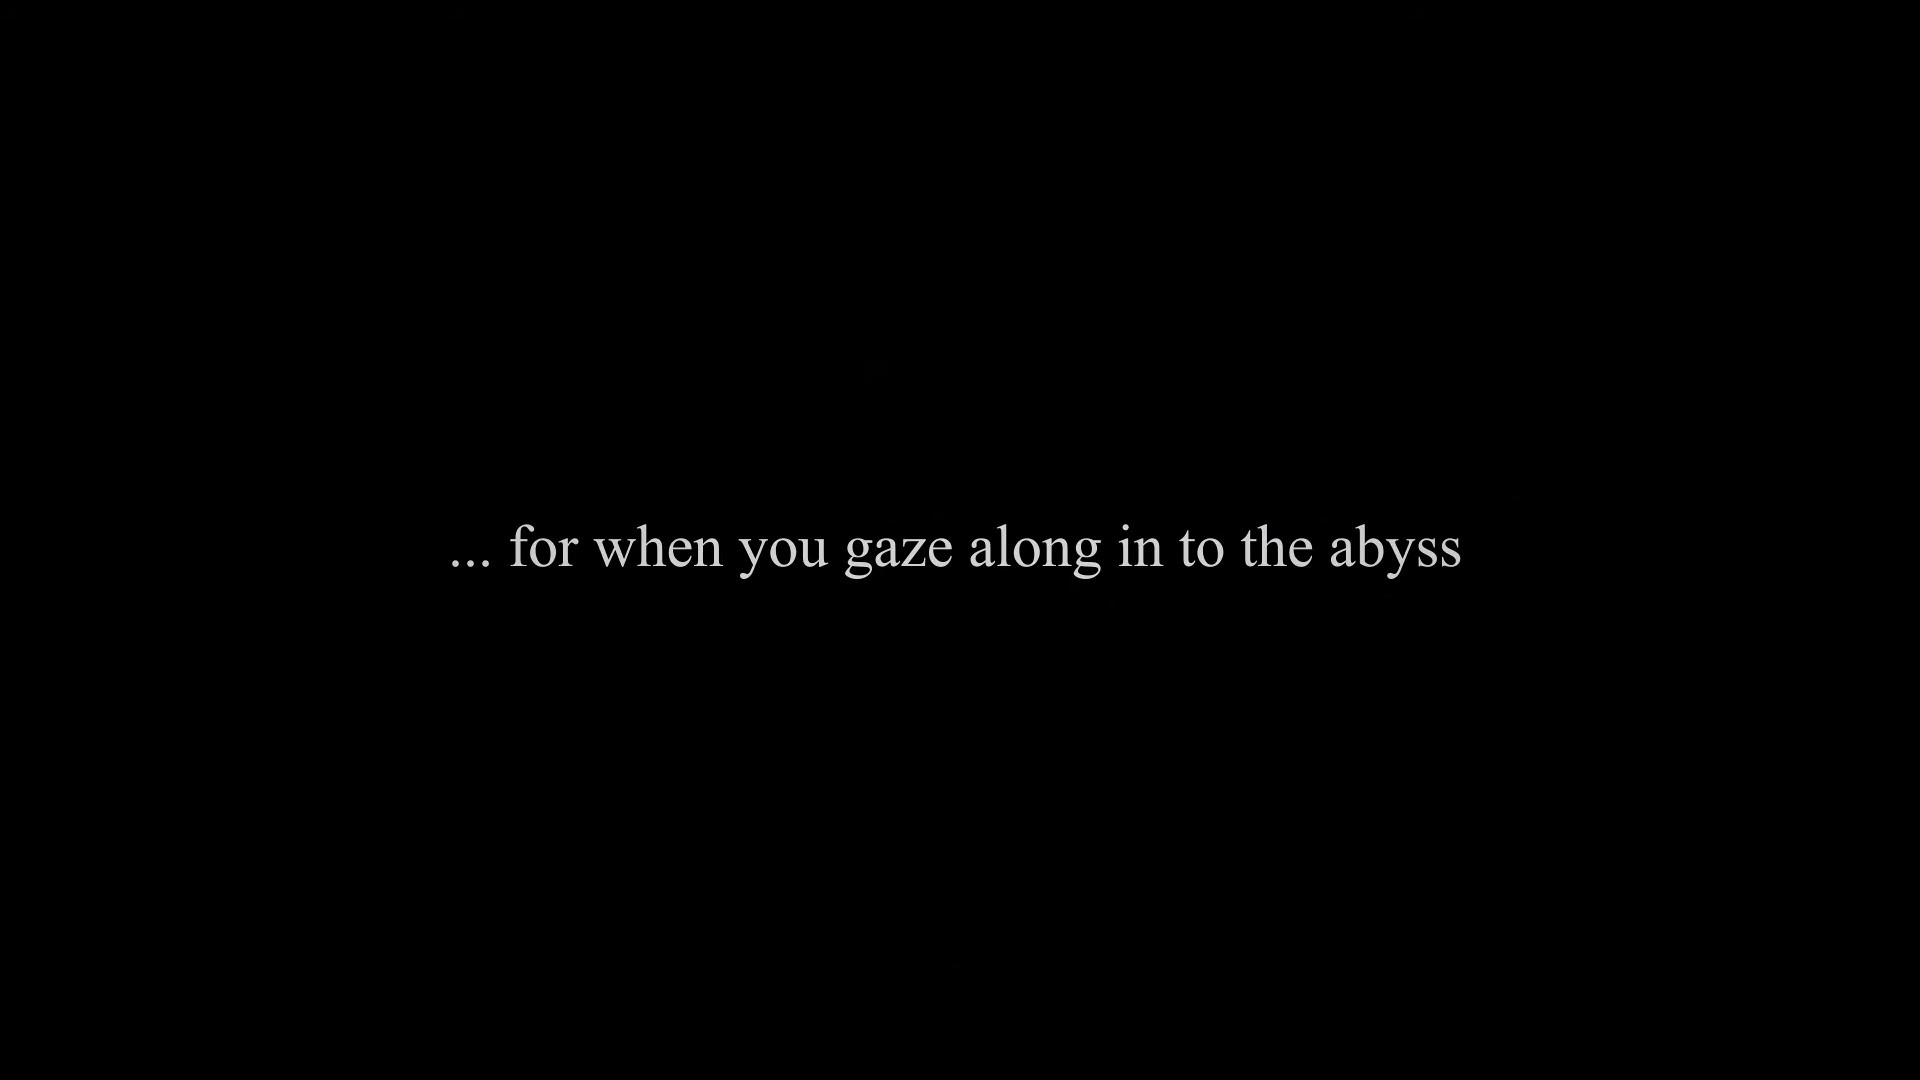 ... for when you gaze along in to the abyss